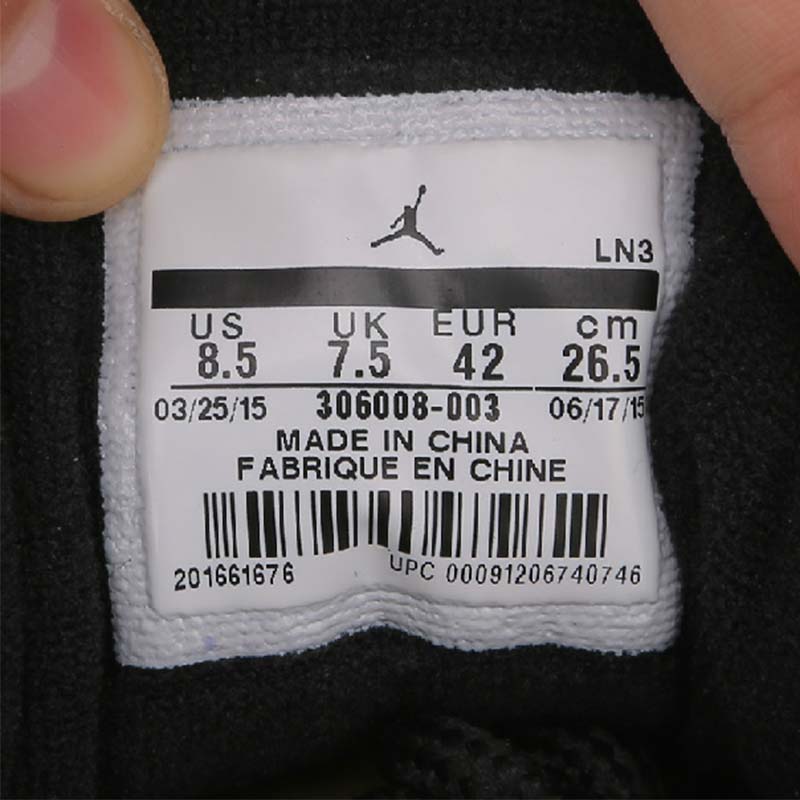 LN3
US UK EUR cm
8.5 7.5 42 26.5
03/25/15 306008-003 06/17/15
MADE IN CHINA
FABRIQUE EN CHINE
201661676 UPC 00091206740746